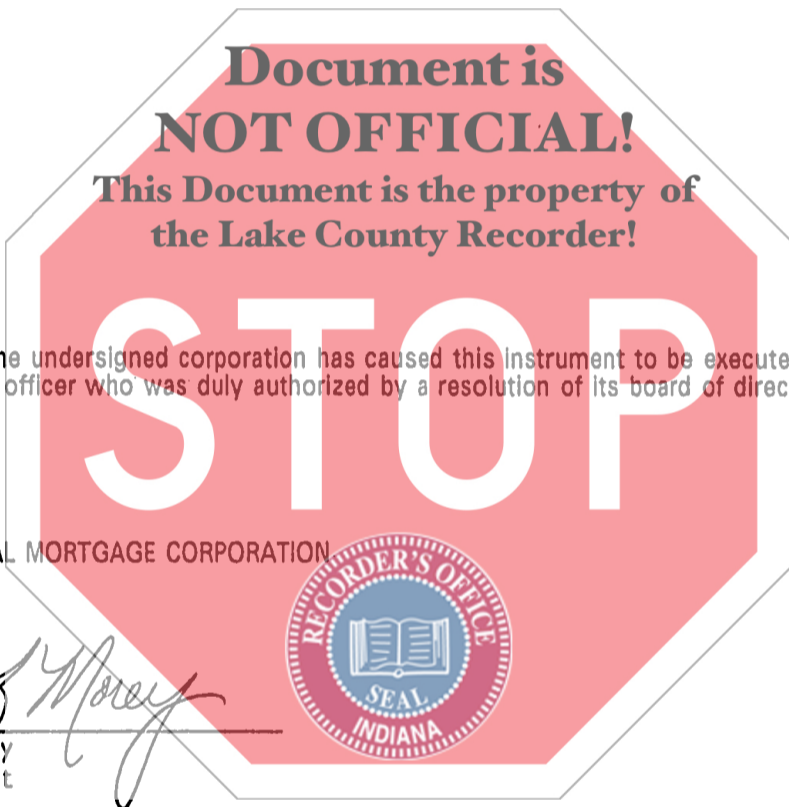 Document is
NOT OFFICIAL!
This Document is the property of
the Lake County Recorder!
STOP
undersigned corporation has caused this instrument to be execute
officer who was duly authorized by a resolution of its board of direc
MORTGAGE CORPORATION
RECORDER'S OFFICE
SEAL
INDIANA
Morey